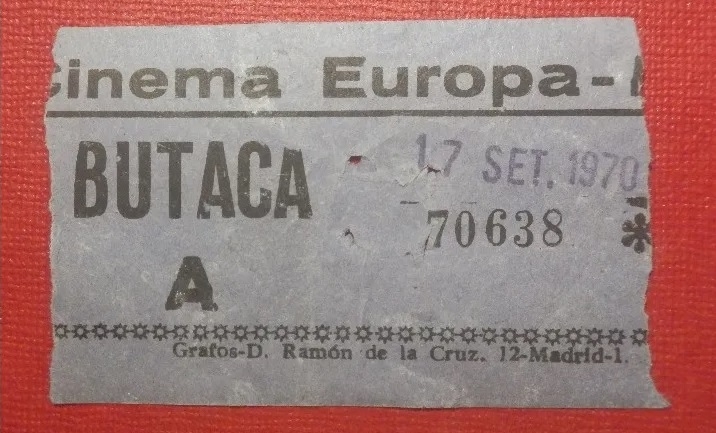 Cinema Europa-
BUTACA
17 SET. 1970
70638
A
Grafos-D. Ramón de la Cruz. 12-Madrid-1.